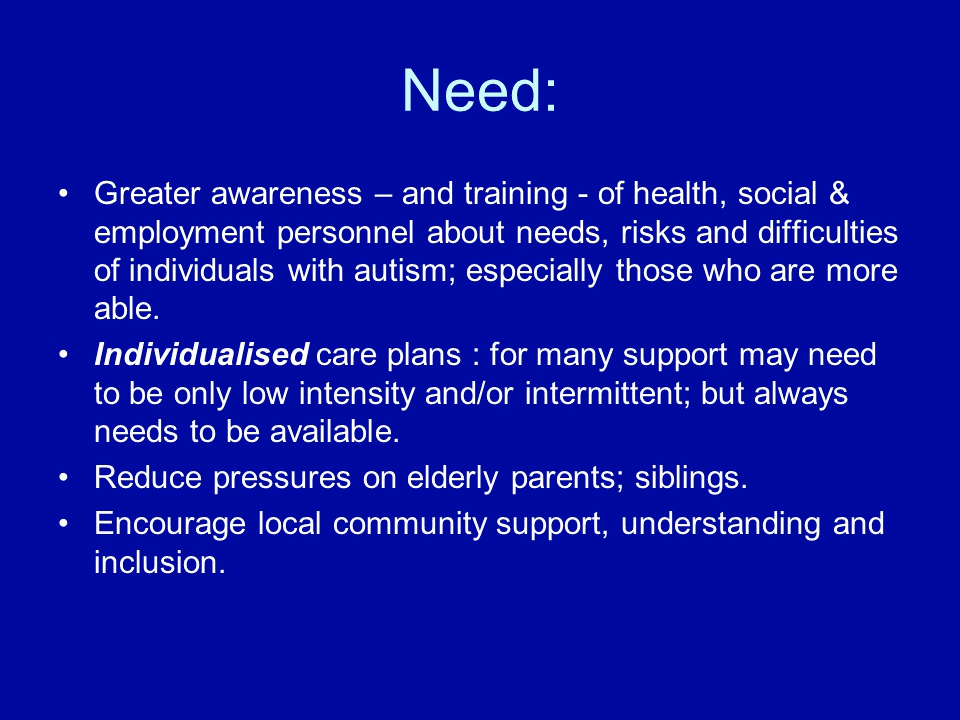 Need:
• Greater awareness – and training - of health, social &
employment personnel about needs, risks and difficulties
of individuals with autism; especially those who are more
able.
• Individualised care plans : for many support may need
to be only low intensity and/or intermittent; but always
needs to be available.
• Reduce pressures on elderly parents; siblings.
• Encourage local community support, understanding and
inclusion.